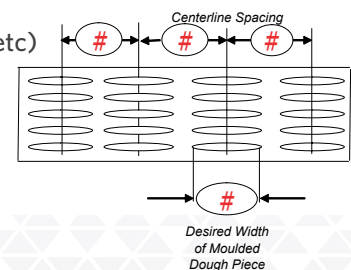 Centerline Spacing
etc)
# # #
#
Desired Width
of Moulded
Dough Piece